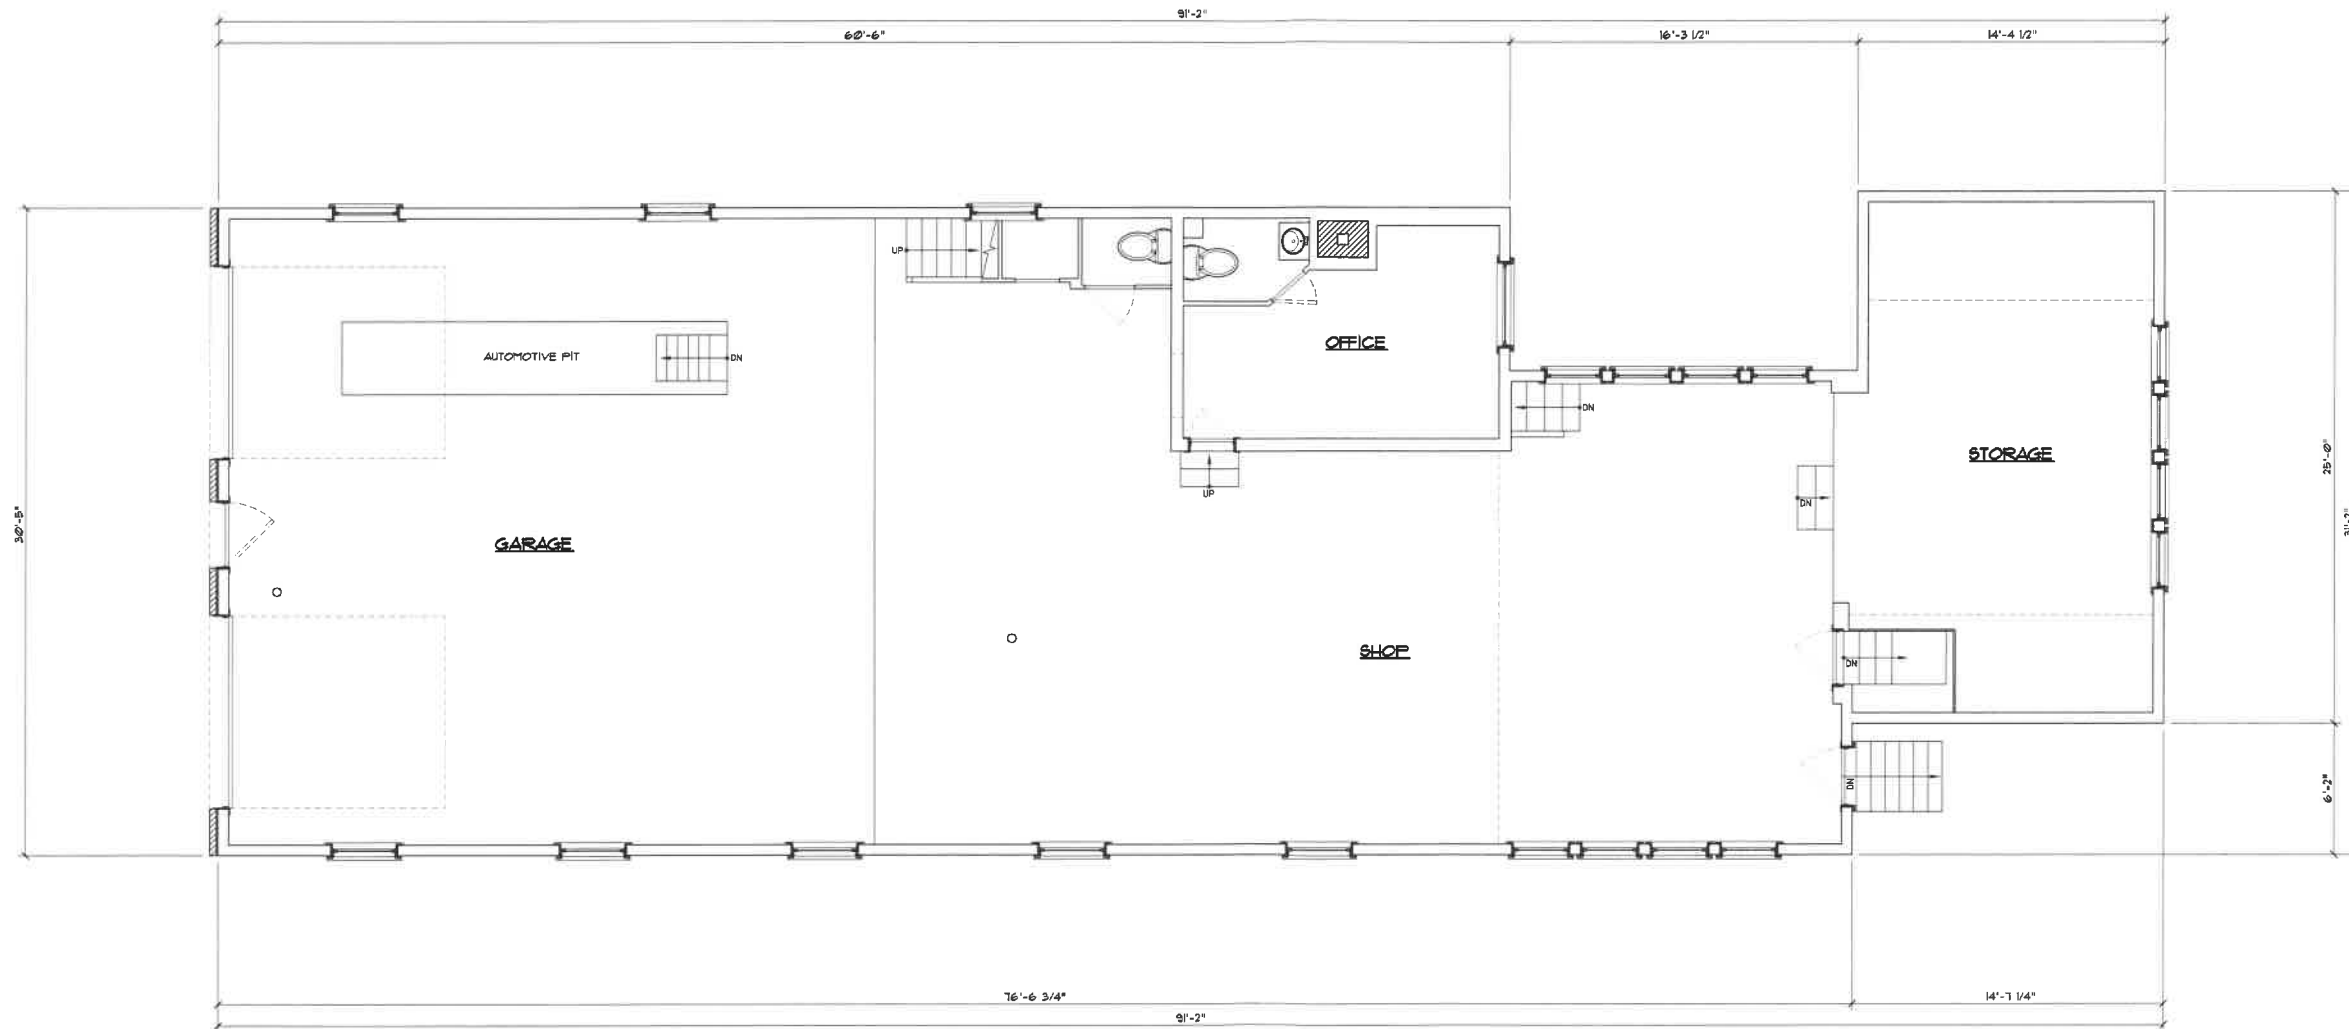 91'-2"
60'-6"
16'-3 1/2"
14'-4 1/2"
UP
AUTOMOTIVE PIT
DN
OFFICE
DN
STORAGE
25'-0"
DN
UP
30'-5"
GARAGE
31'-2"
SHOP
DN
DN
6'-2"
76'-6 3/4"
14'-7 1/4"
91'-2"